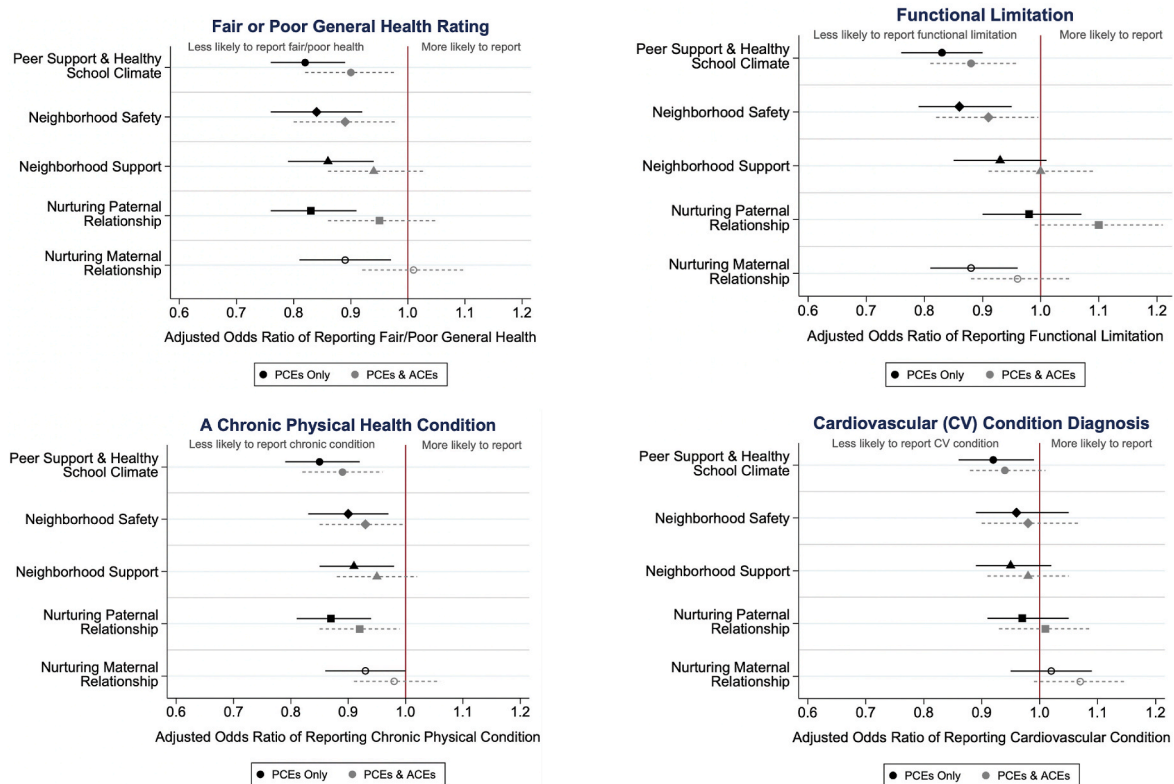 Fair or Poor General Health Rating
Less likely to report fair/poor health
More likely to report
Peer Support & Healthy
School Climate
Neighborhood Safety
Neighborhood Support
Nurturing Paternal
Relationship
Nurturing Maternal
Relationship
0.6 0.7 0.8 0.9 1.0 1.1 1.2
Adjusted Odds Ratio of Reporting Fair/Poor General Health
PCEs Only PCEs & ACEs
Functional Limitation
Less likely to report functional limitation
More likely to report
Peer Support & Healthy
School Climate
Neighborhood Safety
Neighborhood Support
Nurturing Paternal
Relationship
Nurturing Maternal
Relationship
0.6 0.7 0.8 0.9 1.0 1.1 1.2
Adjusted Odds Ratio of Reporting Functional Limitation
PCEs Only PCEs & ACEs
A Chronic Physical Health Condition
Less likely to report chronic condition
More likely to report
Peer Support & Healthy
School Climate
Neighborhood Safety
Neighborhood Support
Nurturing Paternal
Relationship
Nurturing Maternal
Relationship
0.6 0.7 0.8 0.9 1.0 1.1 1.2
Adjusted Odds Ratio of Reporting Chronic Physical Condition
PCEs Only PCEs & ACEs
Cardiovascular (CV) Condition Diagnosis
Less likely to report CV condition
More likely to report
Peer Support & Healthy
School Climate
Neighborhood Safety
Neighborhood Support
Nurturing Paternal
Relationship
Nurturing Maternal
Relationship
0.6 0.7 0.8 0.9 1.0 1.1 1.2
Adjusted Odds Ratio of Reporting Cardiovascular Condition
PCEs Only PCEs & ACEs